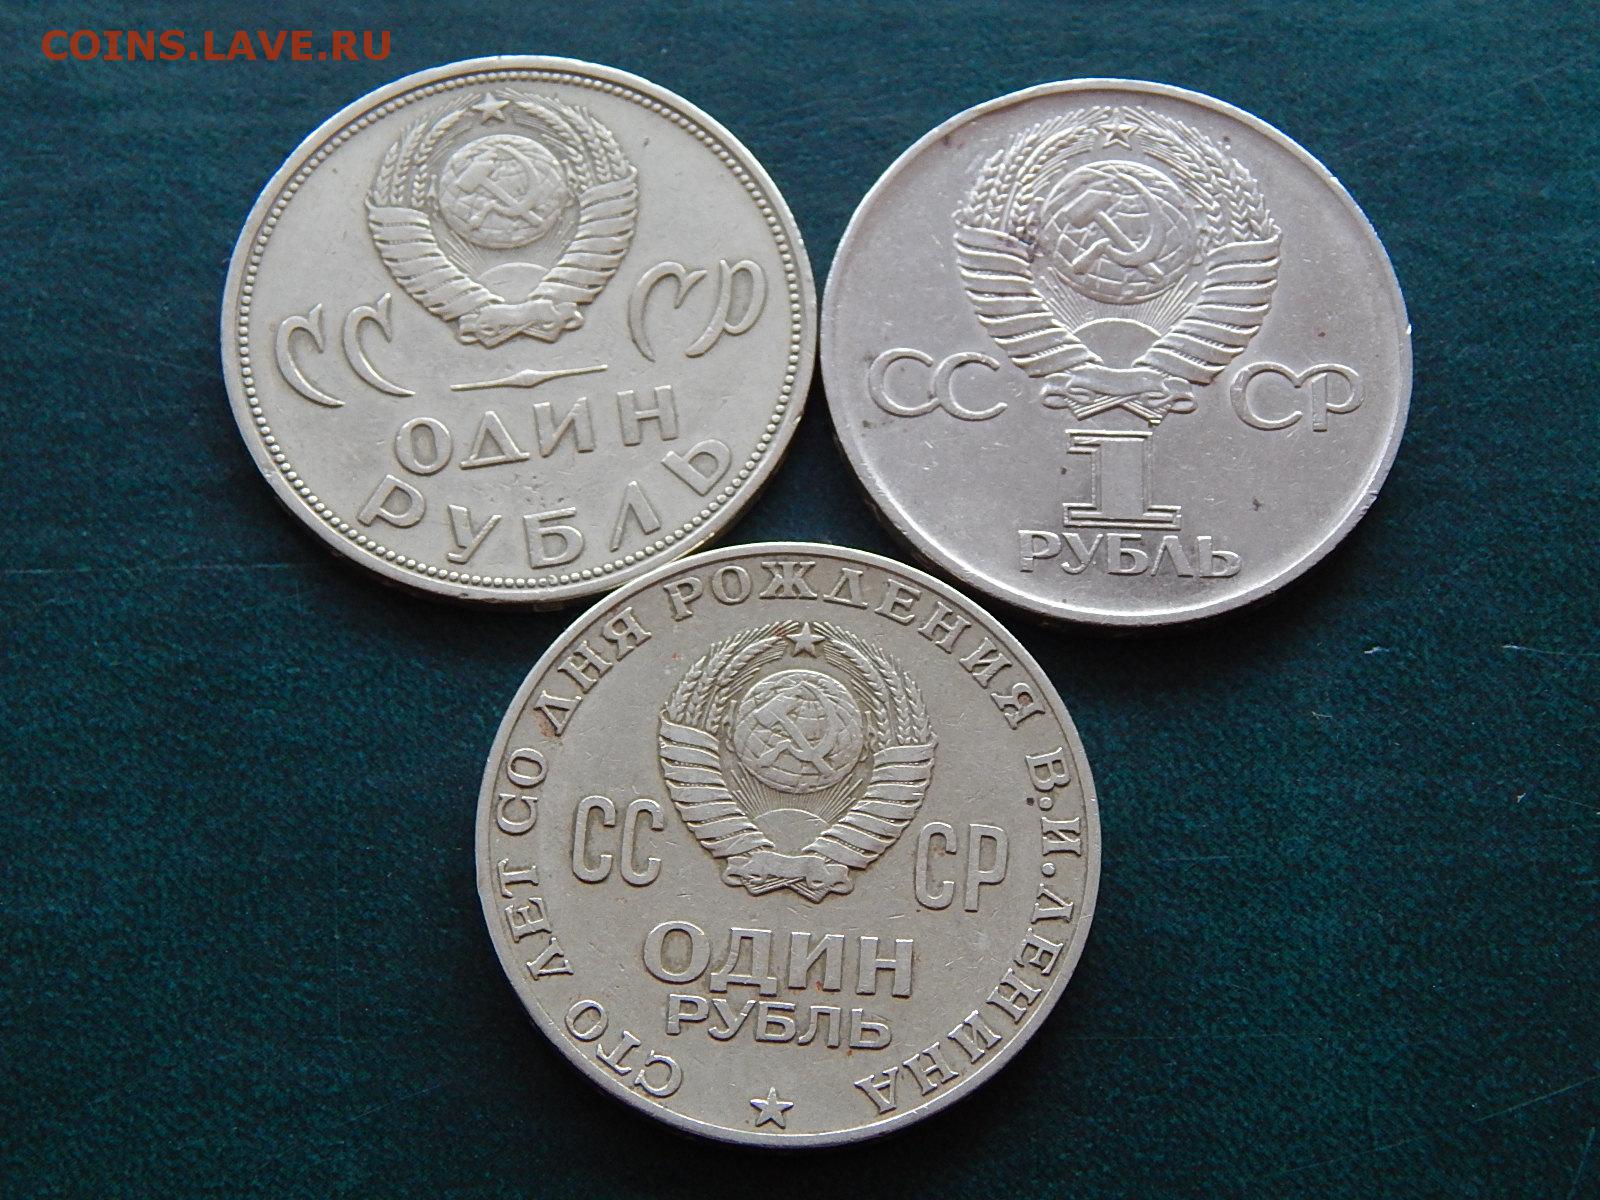 COINS.LAVE.RU
СС СР
ОДИН
РУБЛЬ
СС СР
1
РУБЛЬ
СТО ЛЕТ СО ДНЯ РОЖДЕНИЯ В.И.ЛЕНИНА
СС СР
ОДИН
РУБЛЬ